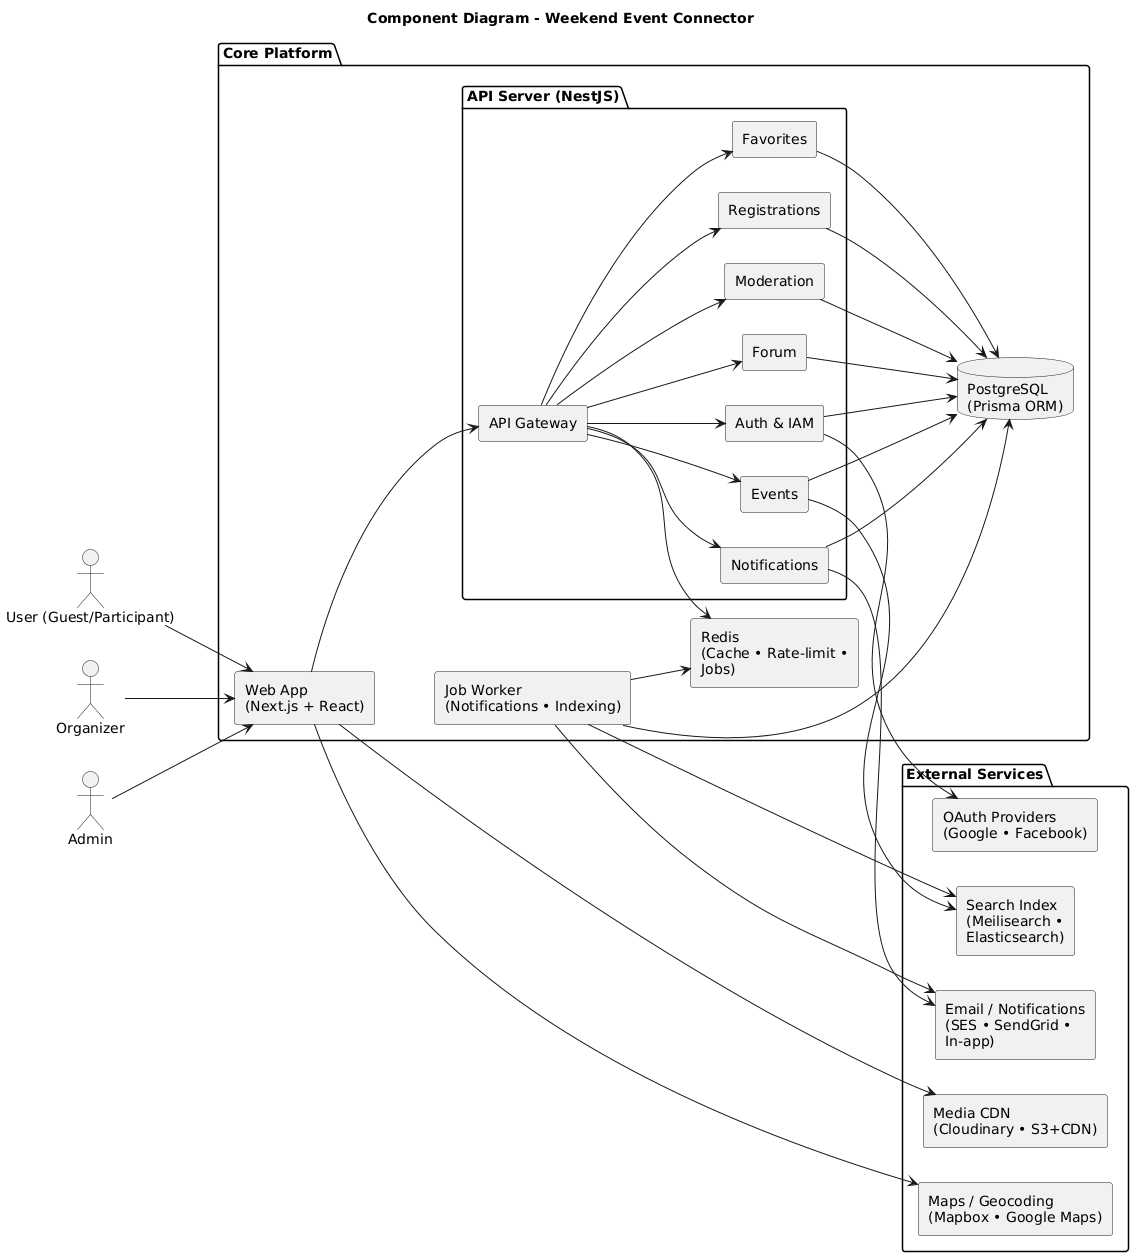 Component Diagram - Weekend Event Connector
Core Platform
API Server (NestJS)
Favorites
Registrations
Moderation
Forum
PostgreSQL
(Prisma ORM)
API Gateway
Auth & IAM
Events
Notifications
User (Guest/Participant)
Redis
(Cache • Rate-limit •
Jobs)
Web App
(Next.js + React)
Job Worker
(Notifications • Indexing)
Organizer
Admin
External Services
OAuth Providers
(Google • Facebook)
Search Index
(Meilisearch •
Elasticsearch)
Email / Notifications
(SES • SendGrid •
In-app)
Media CDN
(Cloudinary • S3+CDN)
Maps / Geocoding
(Mapbox • Google Maps)